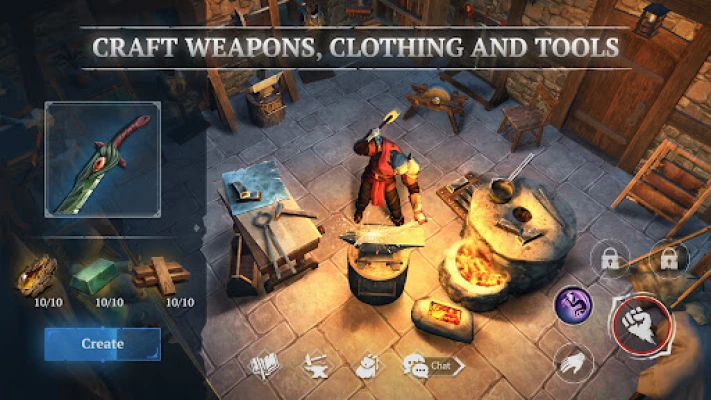 CRAFT WEAPONS, CLOTHING AND TOOLS
10/10
10/10
10/10
Create
Chat